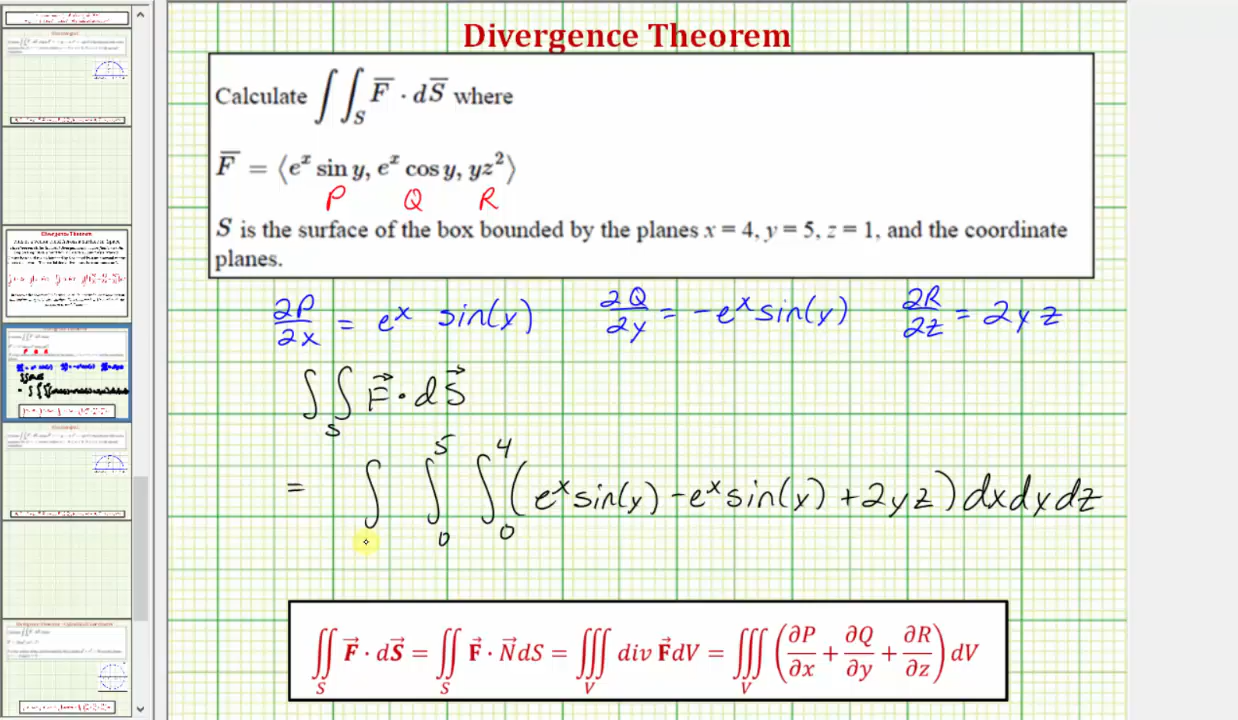 Divergence Theorem
Calculate ∫∫_S F̅ · dS̅ where
F̅ = ⟨e^x sin y, e^x cos y, yz²⟩
P Q R
S is the surface of the box bounded by the planes x = 4, y = 5, z = 1, and the coordinate
planes.
∂P/∂x = e^x sin(y) ∂Q/∂y = -e^x sin(y) ∂R/∂z = 2yz
∫∫_S F⃗ · dS⃗
= ∫ ∫_0^5 ∫_0^4 (e^x sin(y) - e^x sin(y) + 2yz) dx dy dz
∬_S F⃗ · dS⃗ = ∬_S F⃗ · N⃗ dS = ∭_V div F⃗ dV = ∭_V (∂P/∂x + ∂Q/∂y + ∂R/∂z) dV